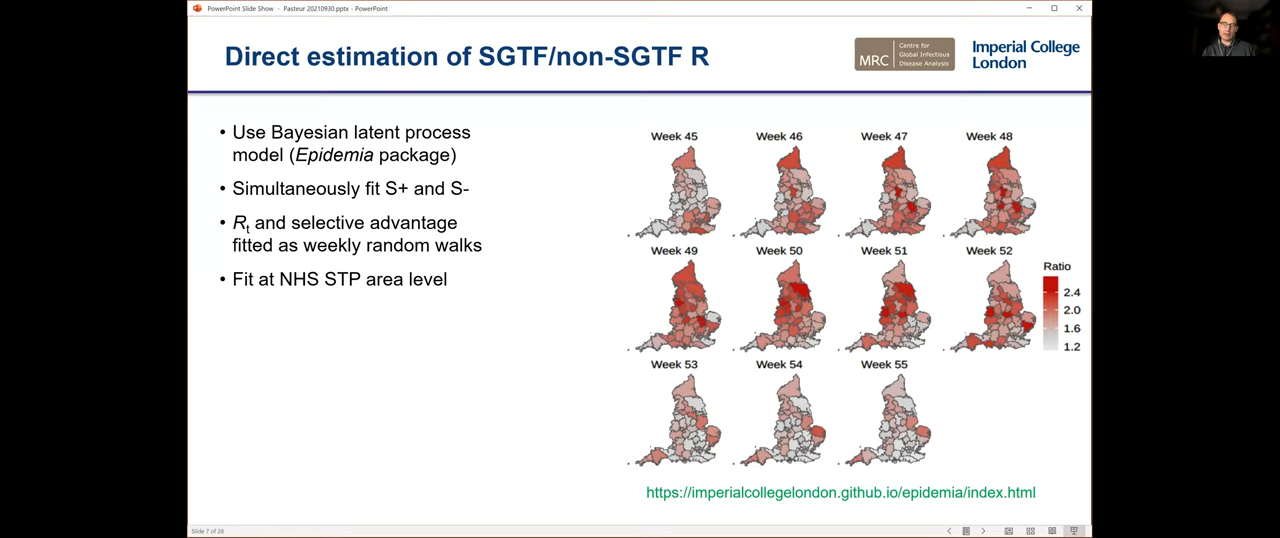 PowerPoint Slide Show - Pasteur 20210930.pptx - PowerPoint
Direct estimation of SGTF/non-SGTF R
MRC
Centre for
Global Infectious
Disease Analysis
Imperial College
London
• Use Bayesian latent process
model (Epidemia package)
• Simultaneously fit S+ and S-
• Rt and selective advantage
fitted as weekly random walks
• Fit at NHS STP area level
Week 45
Week 46
Week 47
Week 48
Week 49
Week 50
Week 51
Week 52
Week 53
Week 54
Week 55
Ratio
2.4
2.0
1.6
1.2
https://imperialcollegelondon.github.io/epidemia/index.html
Slide 7 of 28